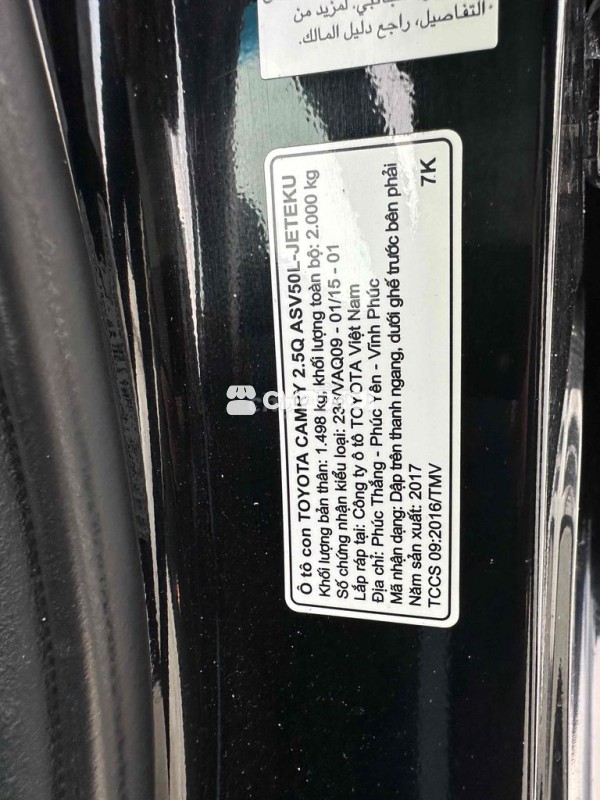 جانبي. لمزيد من
التفاصيل، راجع دليل المالك.
Ô tô con TOYOTA CAMRY 2.5Q ASV50L-JETEKU
Khối lượng bản thân: 1.498 kg, khối lượng toàn bộ: 2.000 kg
Số chứng nhận kiểu loại: VAQ09 - 01/15 - 01
Lắp ráp tại: Công ty ô tô TOYOTA Việt Nam
Địa chỉ: Phúc Thắng - Phúc Yên - Vĩnh Phúc
Mã nhận dạng: Dập trên thanh ngang, dưới ghế trước bên phải
Năm sản xuất: 2017
TCCS 09:2016/TMV
7K